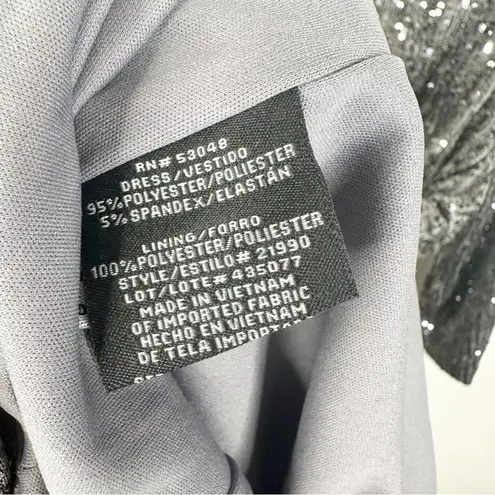 RN# 53048
DRESS/VESTIDO
95%POLYESTER/POLIESTER
5%SPANDEX/ELASTÁN
LINING/FORRO
100%POLYESTER/POLIESTER
STYLE/ESTILO# 21990
LOT/LOTE# 435077
MADE IN VIETNAM
OF IMPORTED FABRIC
HECHO EN VIETNAM
DE TELA IMPORTA